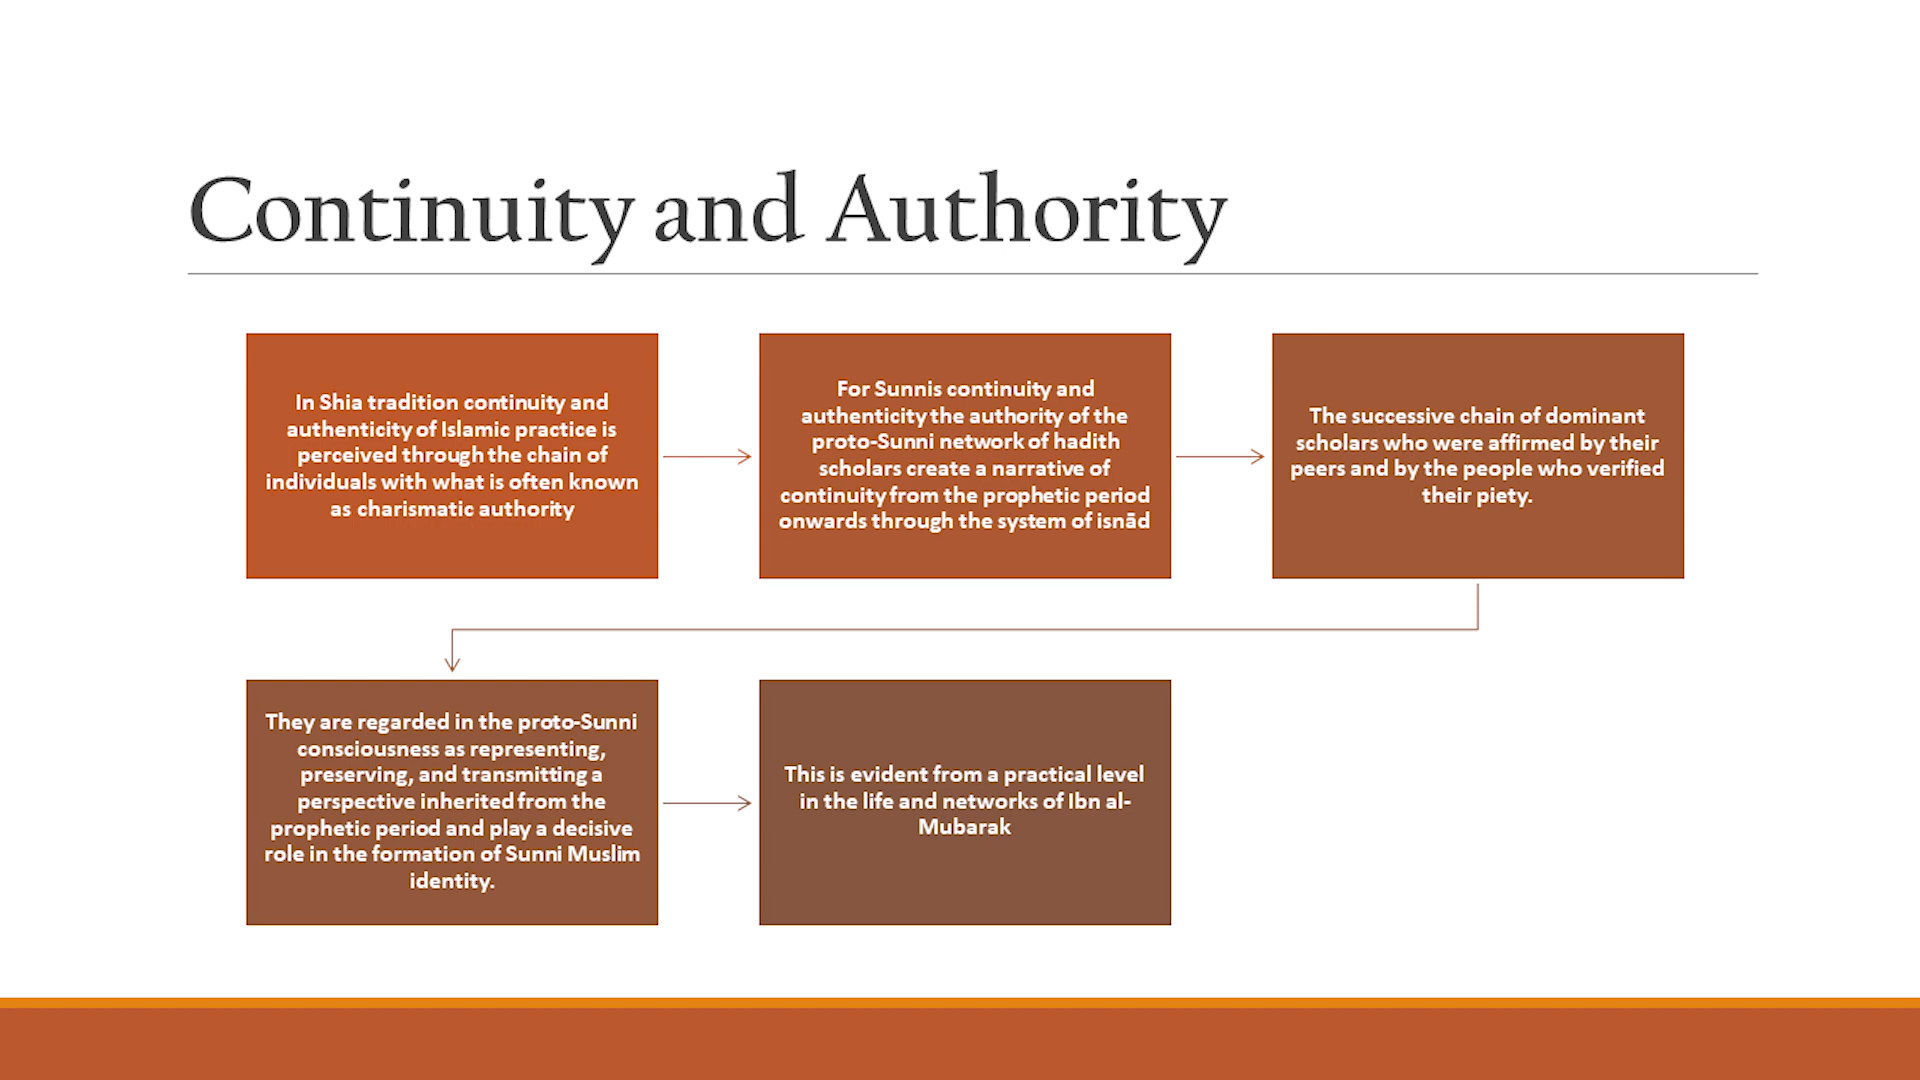 Continuity and Authority
In Shia tradition continuity and
authenticity of Islamic practice is
perceived through the chain of
individuals with what is often known
as charismatic authority
For Sunnis continuity and
authenticity the authority of the
proto-Sunni network of hadith
scholars create a narrative of
continuity from the prophetic period
onwards through the system of isnād
The successive chain of dominant
scholars who were affirmed by their
peers and by the people who verified
their piety.
They are regarded in the proto-Sunni
consciousness as representing,
preserving, and transmitting a
perspective inherited from the
prophetic period and play a decisive
role in the formation of Sunni Muslim
identity.
This is evident from a practical level
in the life and networks of Ibn al-
Mubarak